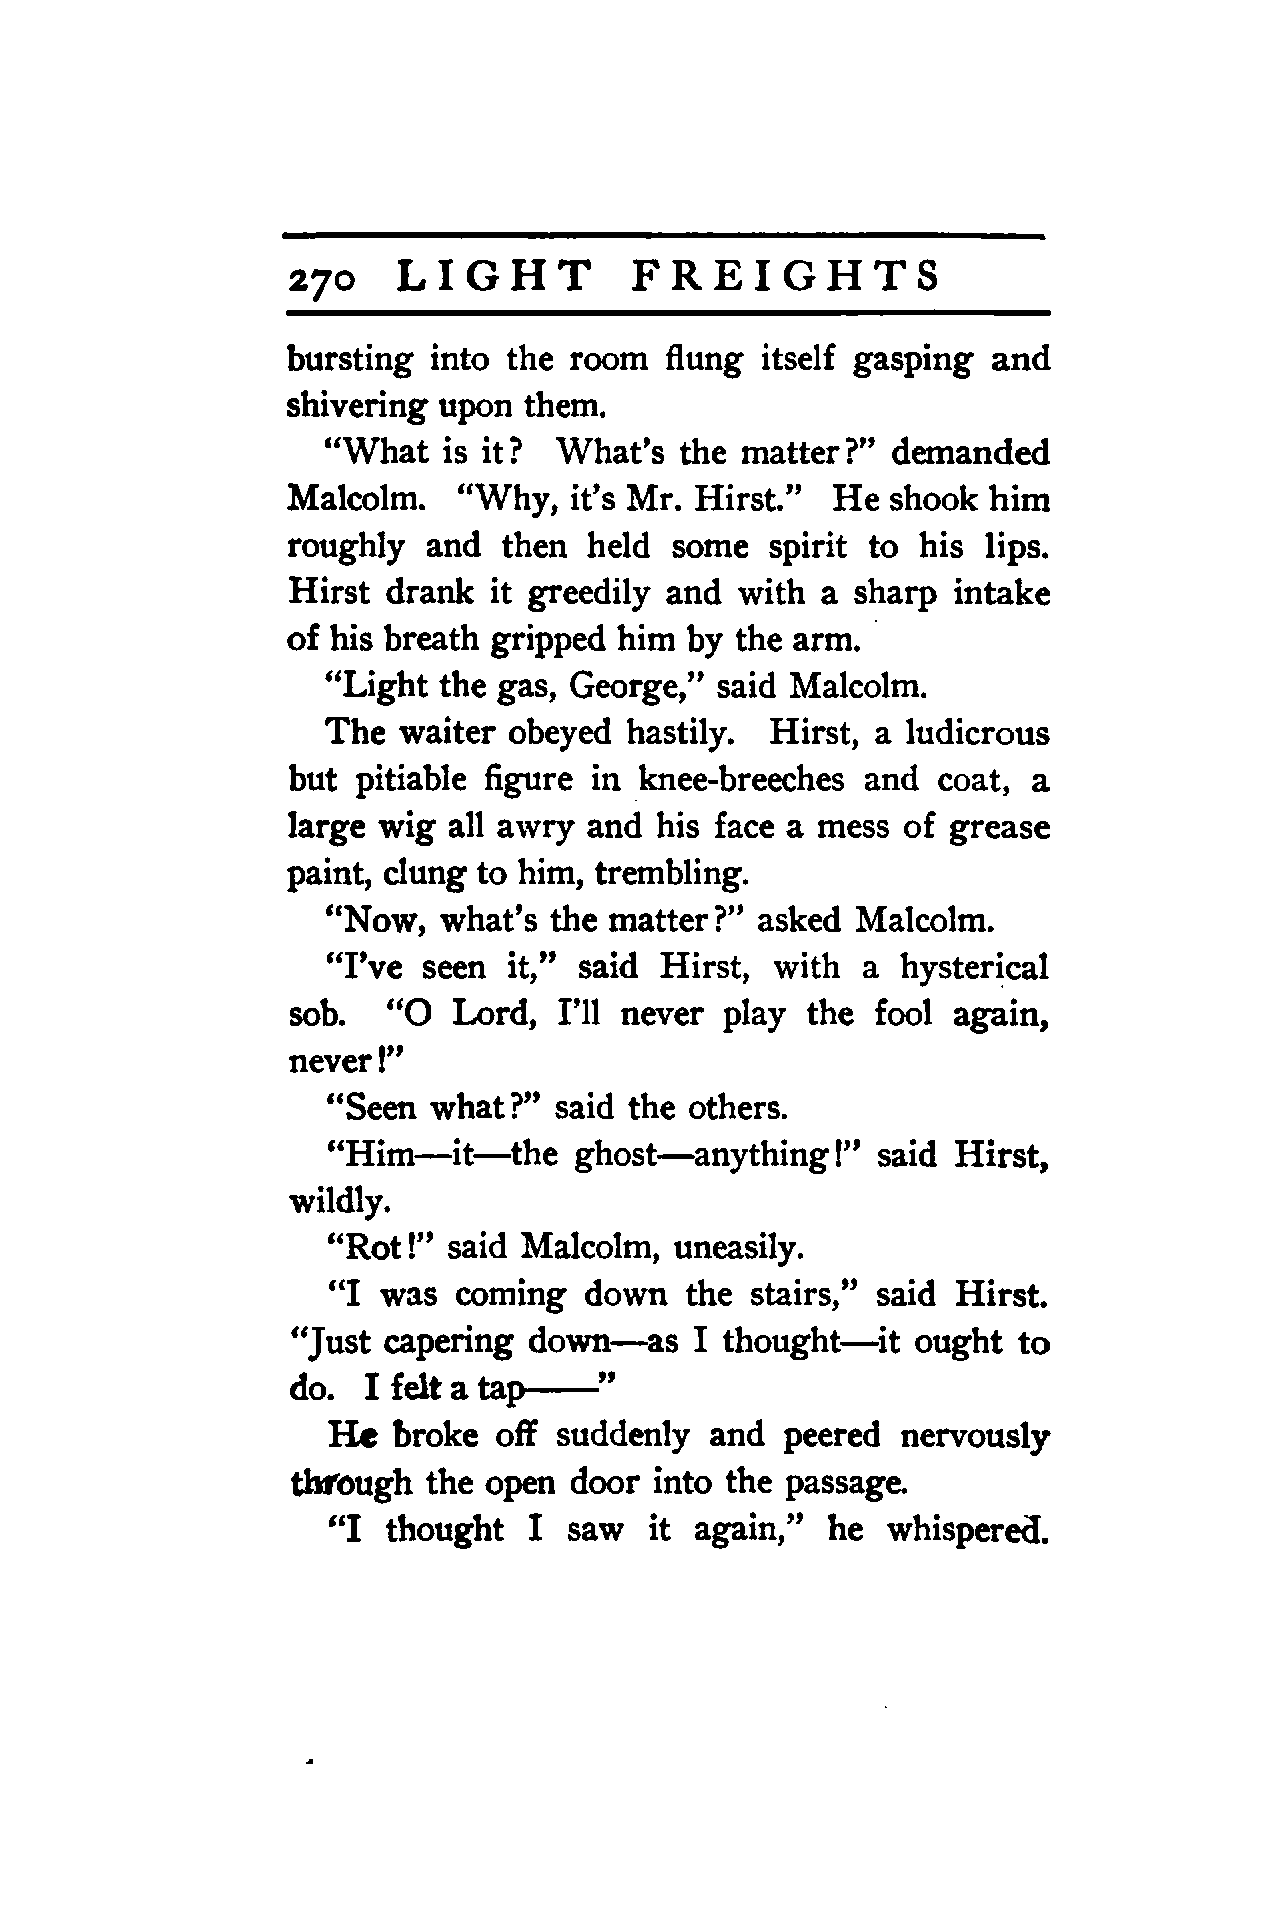 270 LIGHT FREIGHTS
bursting into the room flung itself gasping and
shivering upon them.
“What is it? What’s the matter?” demanded
Malcolm. “Why, it’s Mr. Hirst.” He shook him
roughly and then held some spirit to his lips.
Hirst drank it greedily and with a sharp intake
of his breath gripped him by the arm.
“Light the gas, George,” said Malcolm.
The waiter obeyed hastily. Hirst, a ludicrous
but pitiable figure in knee-breeches and coat, a
large wig all awry and his face a mess of grease
paint, clung to him, trembling.
“Now, what’s the matter?” asked Malcolm.
“I’ve seen it,” said Hirst, with a hysterical
sob. “O Lord, I’ll never play the fool again,
never!”
“Seen what?” said the others.
“Him—it—the ghost—anything!” said Hirst,
wildly.
“Rot!” said Malcolm, uneasily.
“I was coming down the stairs,” said Hirst.
“Just capering down—as I thought—it ought to
do. I felt a tap——”
He broke off suddenly and peered nervously
through the open door into the passage.
“I thought I saw it again,” he whispered.